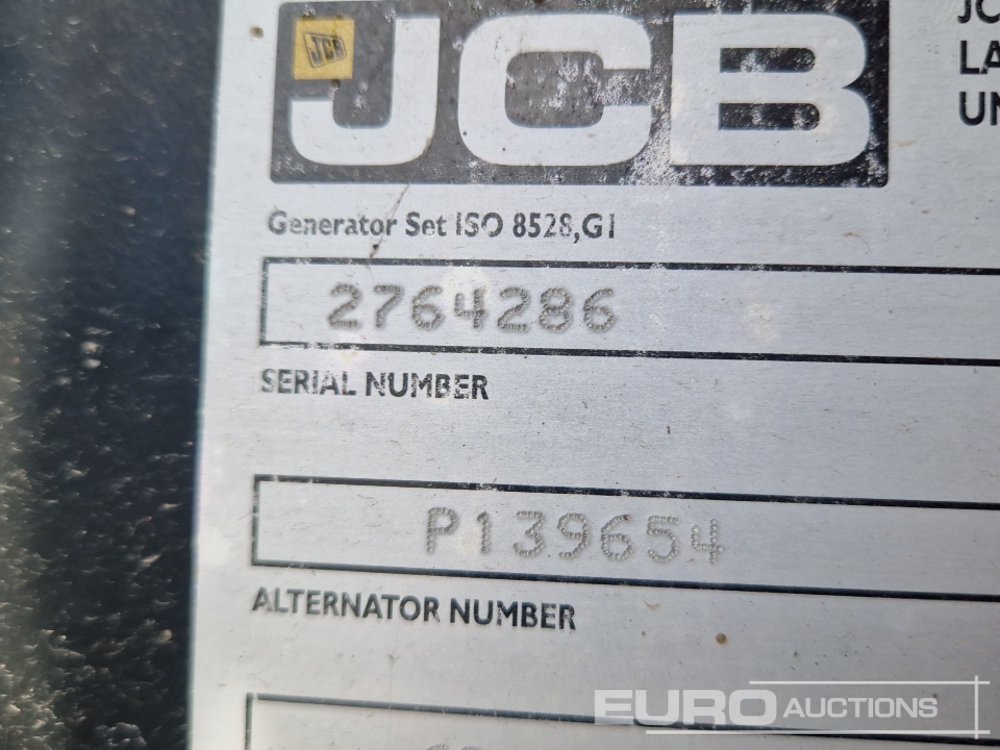 JCB
JCB
Generator Set ISO 8528,G1
2764286
SERIAL NUMBER
P139654
ALTERNATOR NUMBER
EURO AUCTIONS